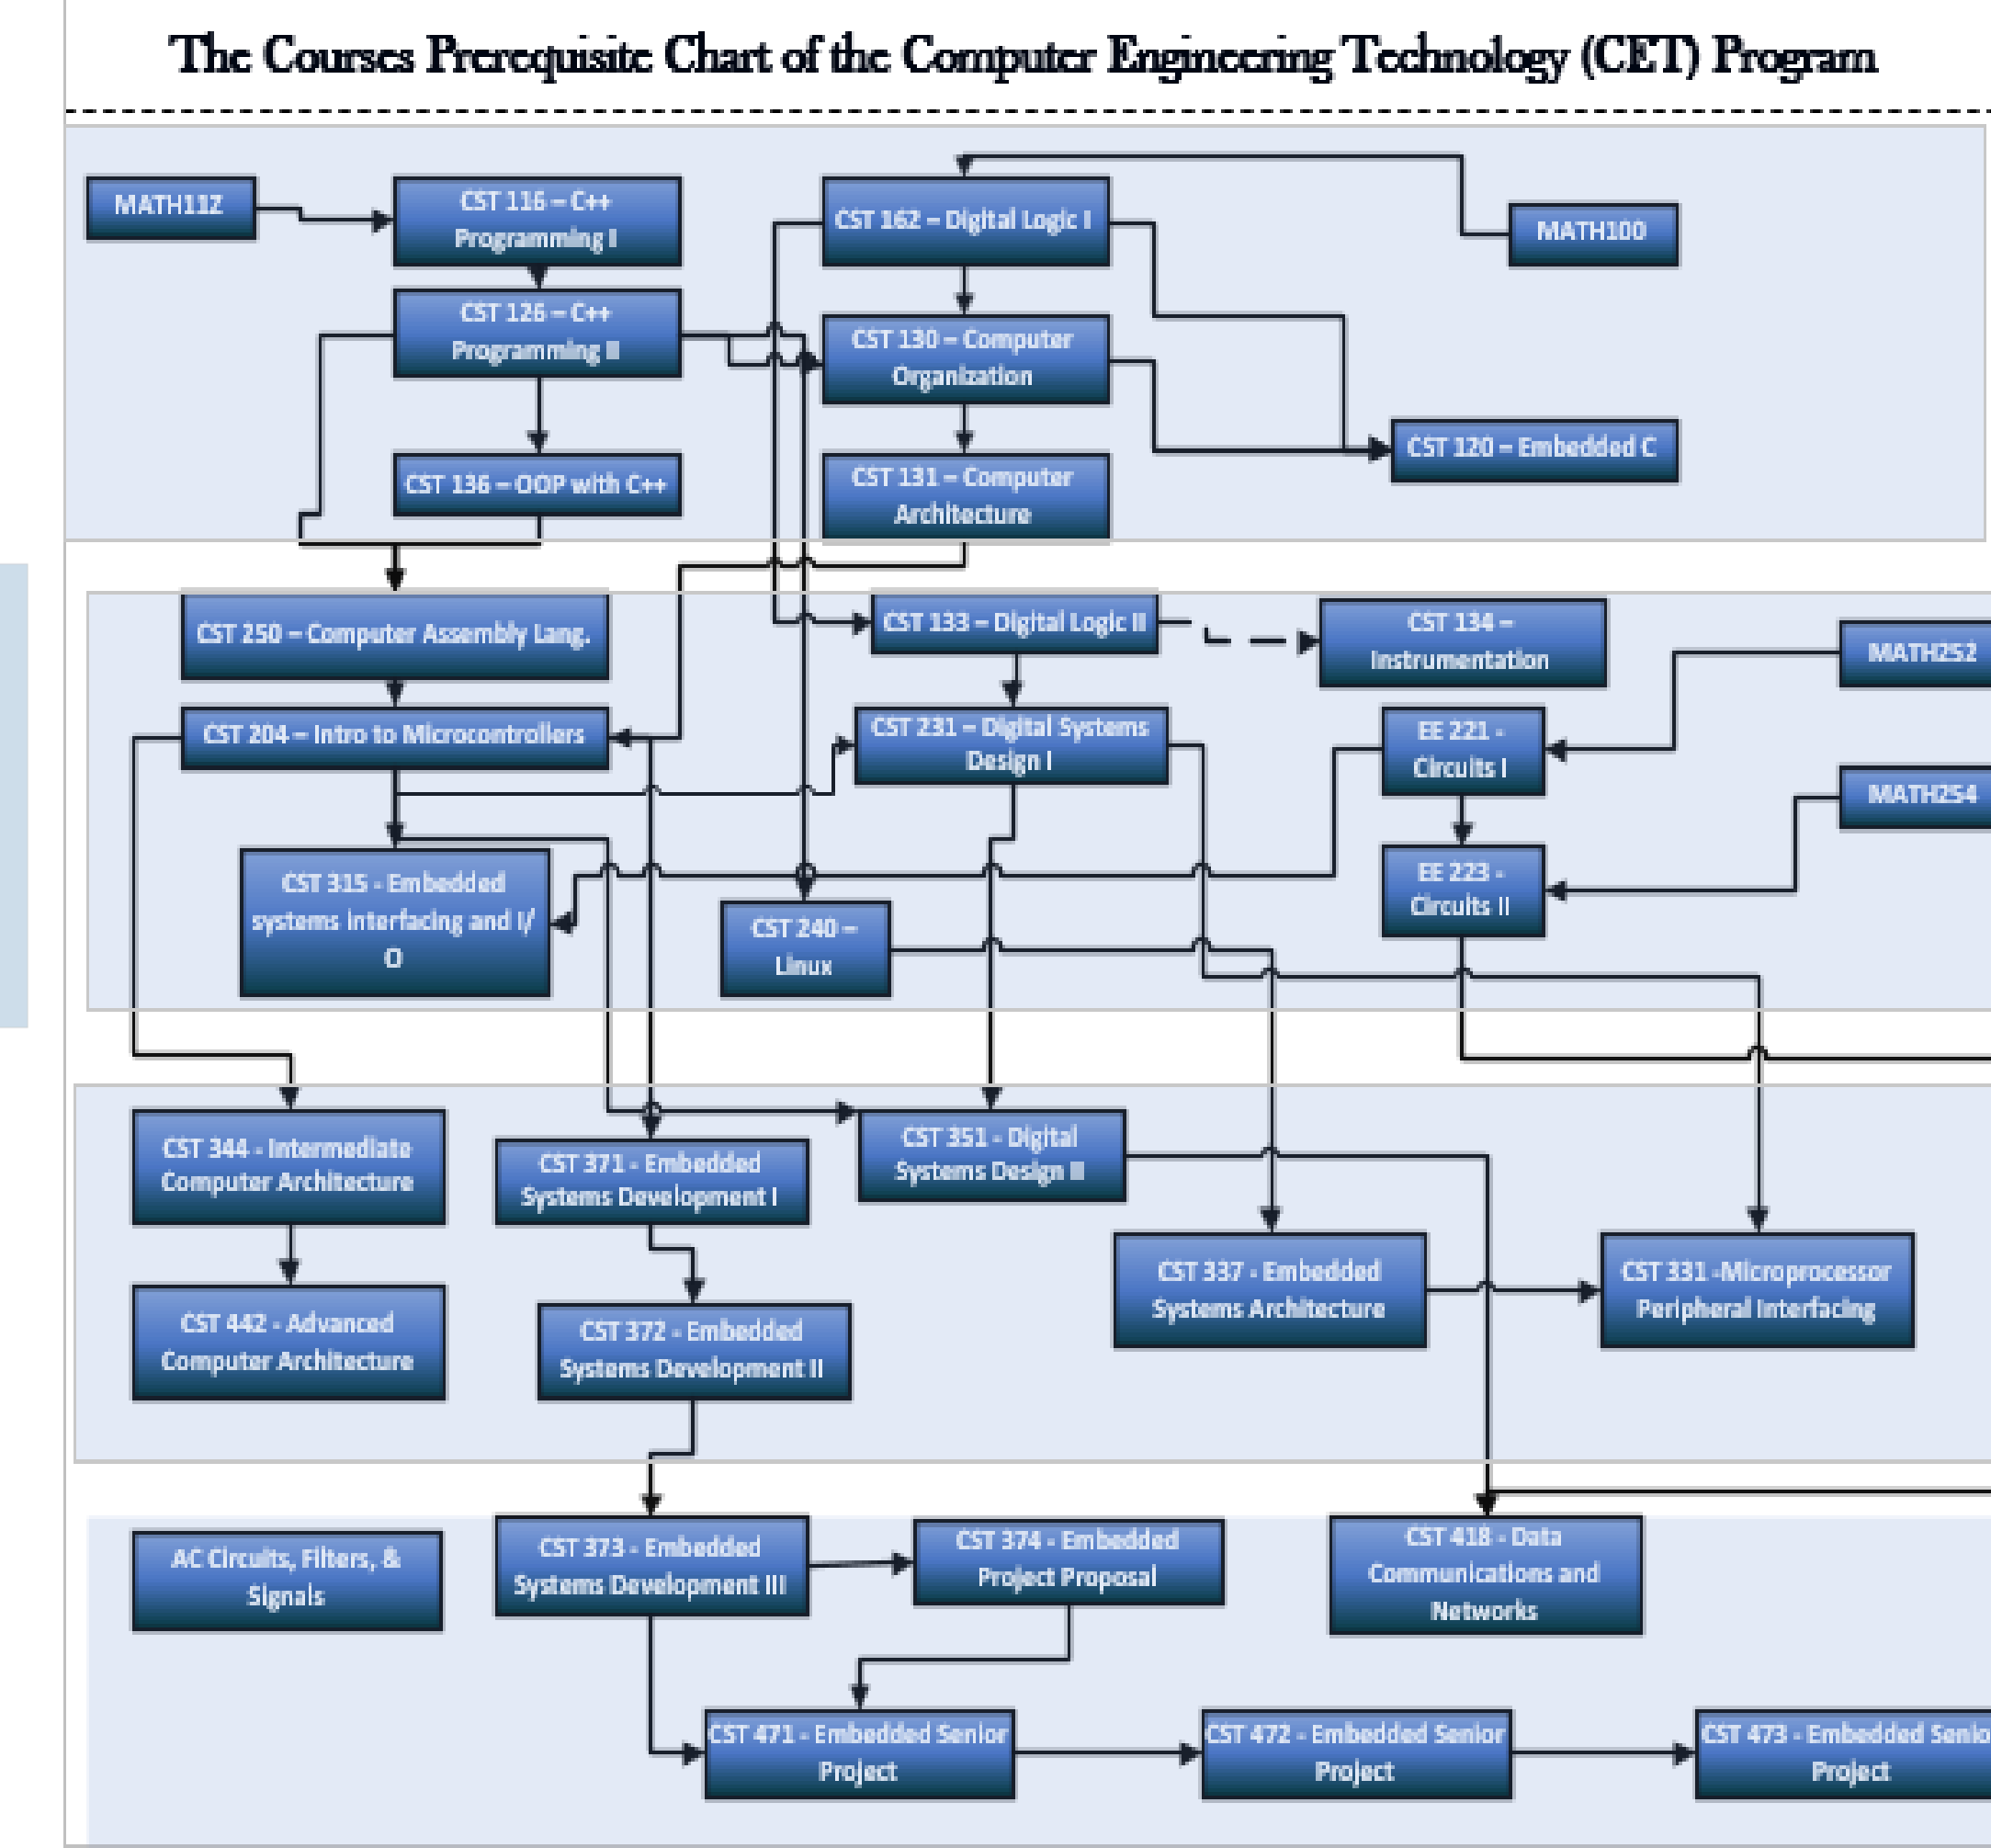 The Courses Prerequisite Chart of the Computer Engineering Technology (CET) Program
MATH112
CST 116 – C++
Programming I
CST 162 – Digital Logic I
MATH100
CST 126 – C++
Programming II
CST 130 – Computer
Organization
CST 120 – Embedded C
CST 136 – OOP with C++
CST 131 – Computer
Architecture
CST 250 – Computer Assembly Lang.
CST 133 – Digital Logic II
CST 134 –
Instrumentation
MATH252
CST 204 – Intro to Microcontrollers
CST 231 – Digital Systems
Design I
EE 221 -
Circuits I
MATH254
CST 315 - Embedded
systems interfacing and I/
O
CST 240 –
Linux
EE 223 -
Circuits II
CST 344 - Intermediate
Computer Architecture
CST 371 - Embedded
Systems Development I
CST 351 - Digital
Systems Design II
CST 337 - Embedded
Systems Architecture
CST 331 -Microprocessor
Peripheral Interfacing
CST 442 - Advanced
Computer Architecture
CST 372 - Embedded
Systems Development II
AC Circuits, Filters, &
Signals
CST 373 - Embedded
Systems Development III
CST 374 - Embedded
Project Proposal
CST 418 - Data
Communications and
Networks
CST 471 - Embedded Senior
Project
CST 472 - Embedded Senior
Project
CST 473 - Embedded Senio
Project